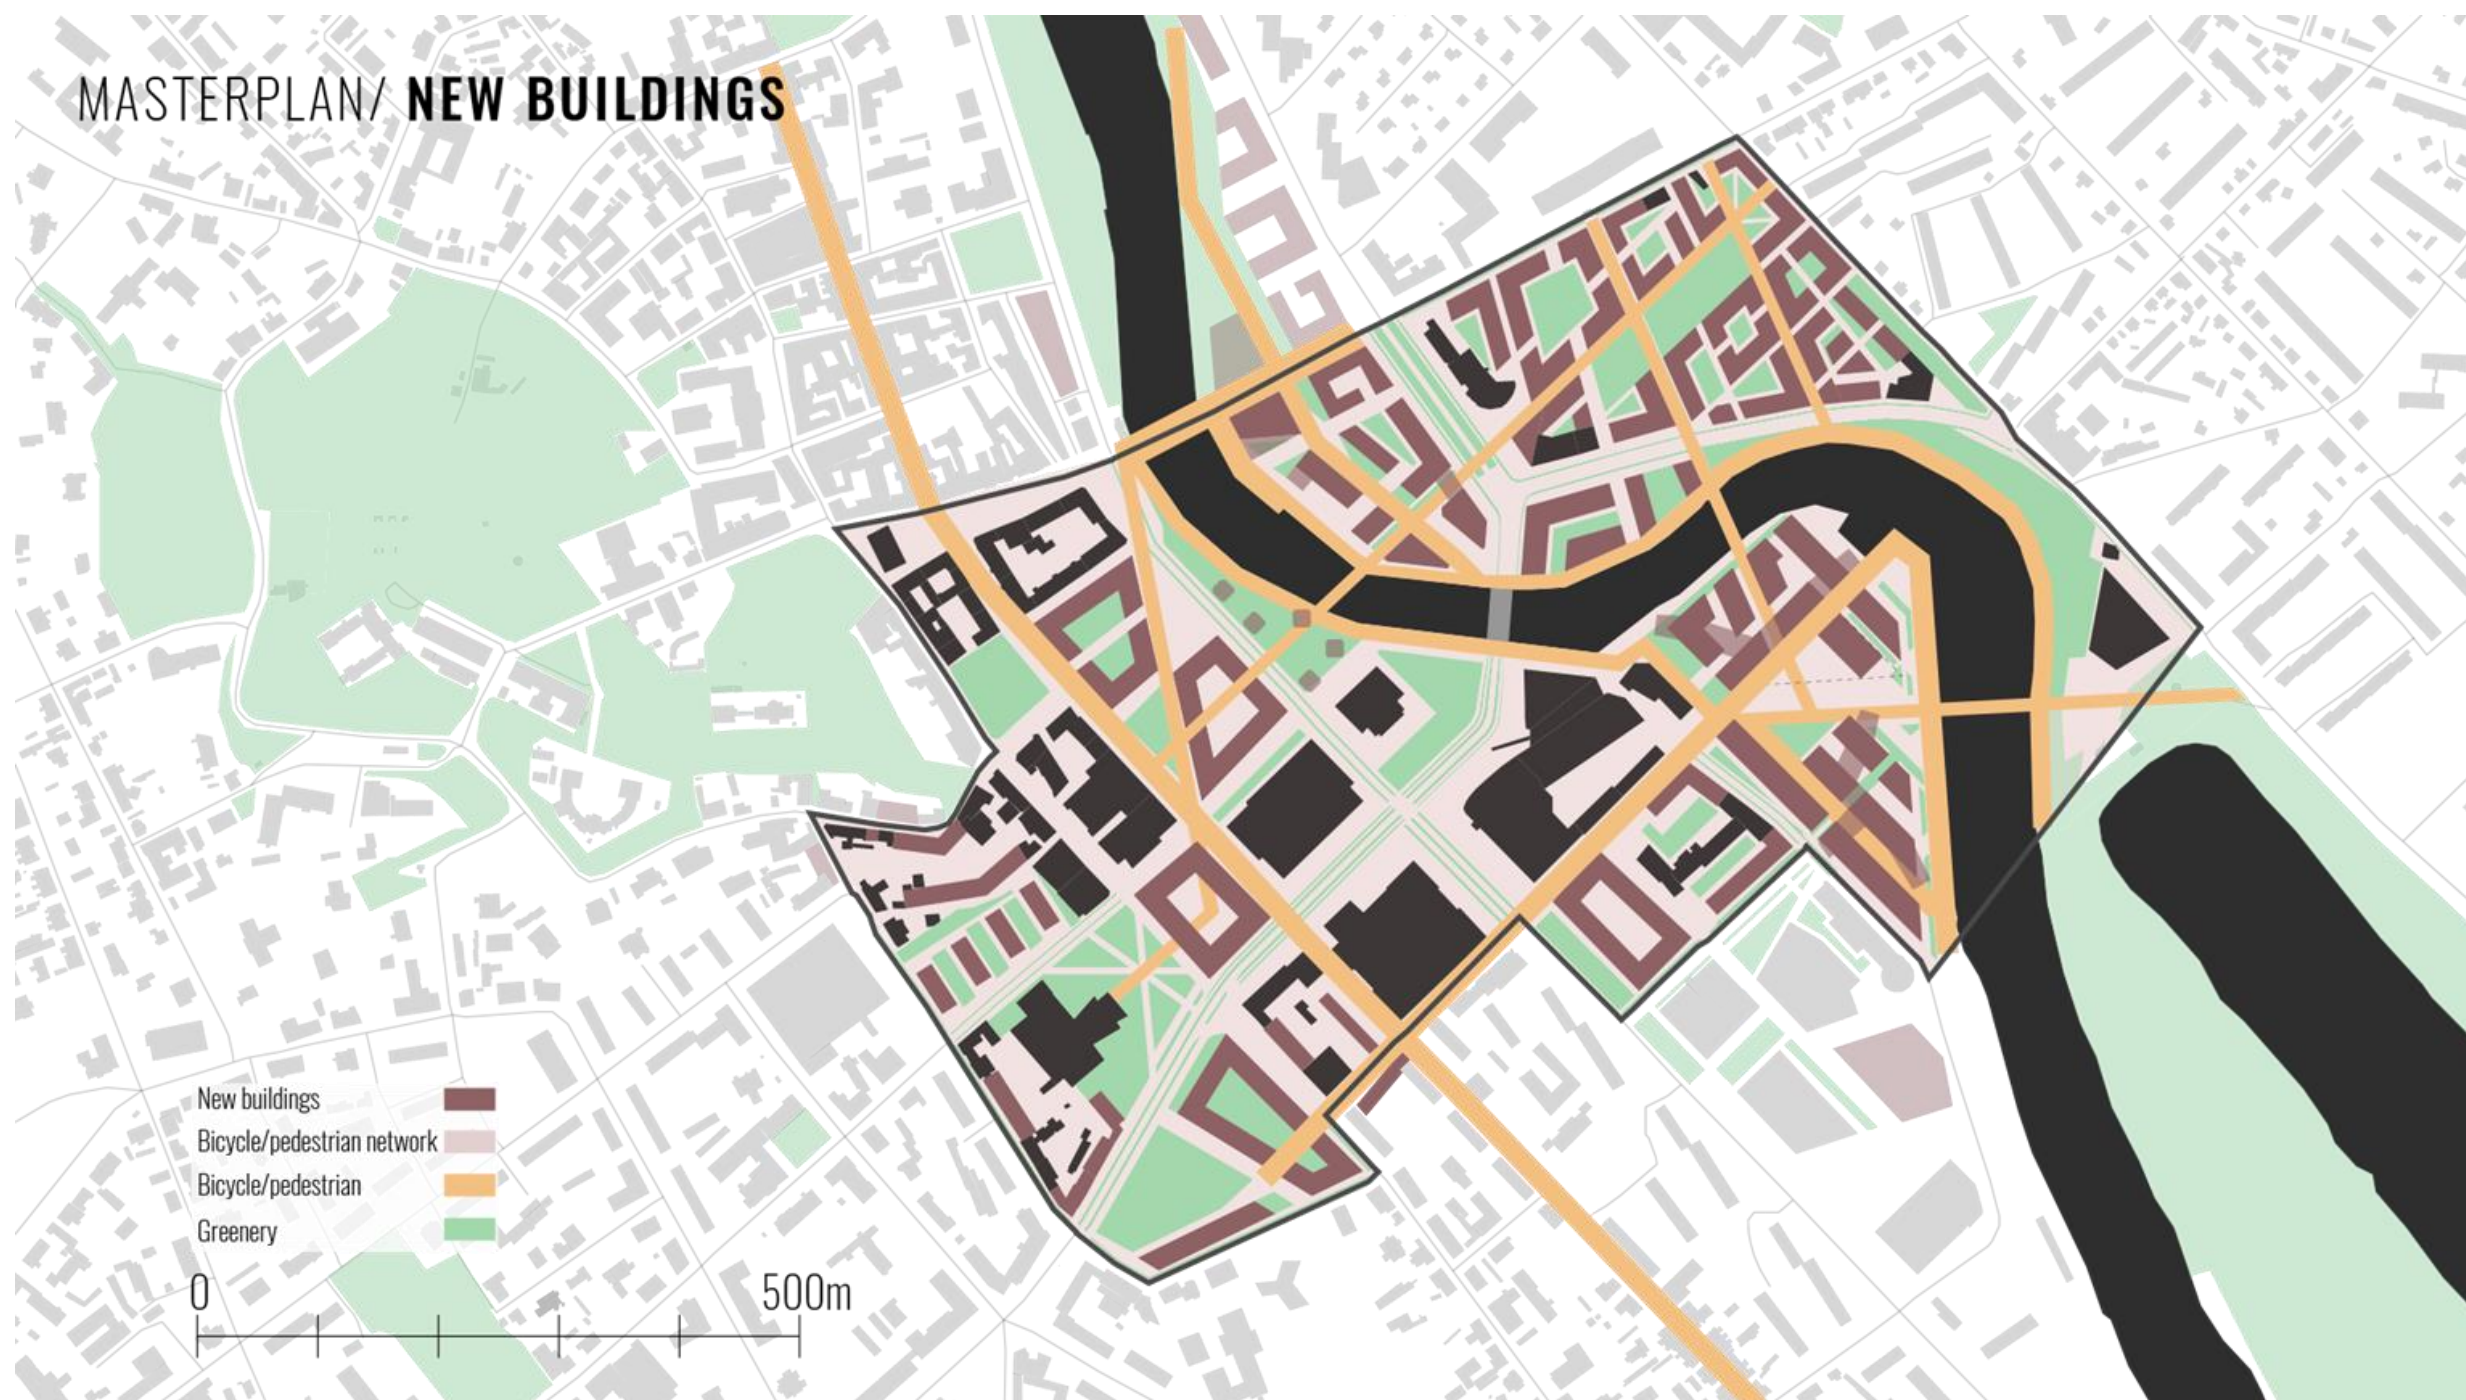 MASTERPLAN/ NEW BUILDINGS
New buildings
Bicycle/pedestrian network
Bicycle/pedestrian
Greenery
0 500m